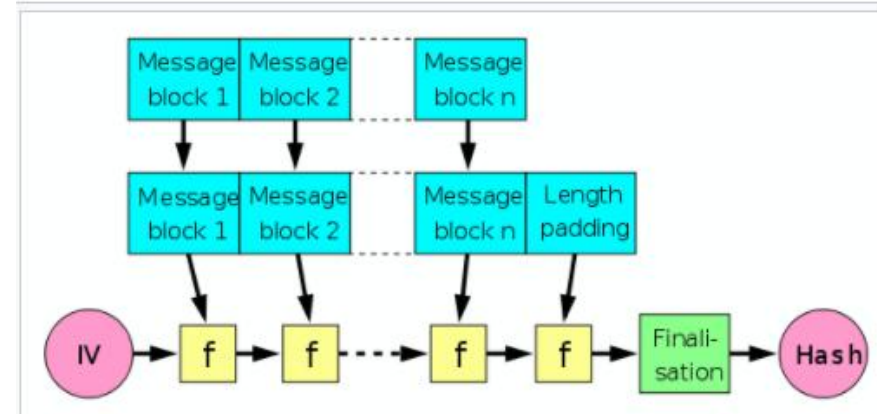 Message Message Message
block 1 block 2 block n
Message Message Message Length
block 1 block 2 block n padding
IV f f f f Finali- Hash
sation